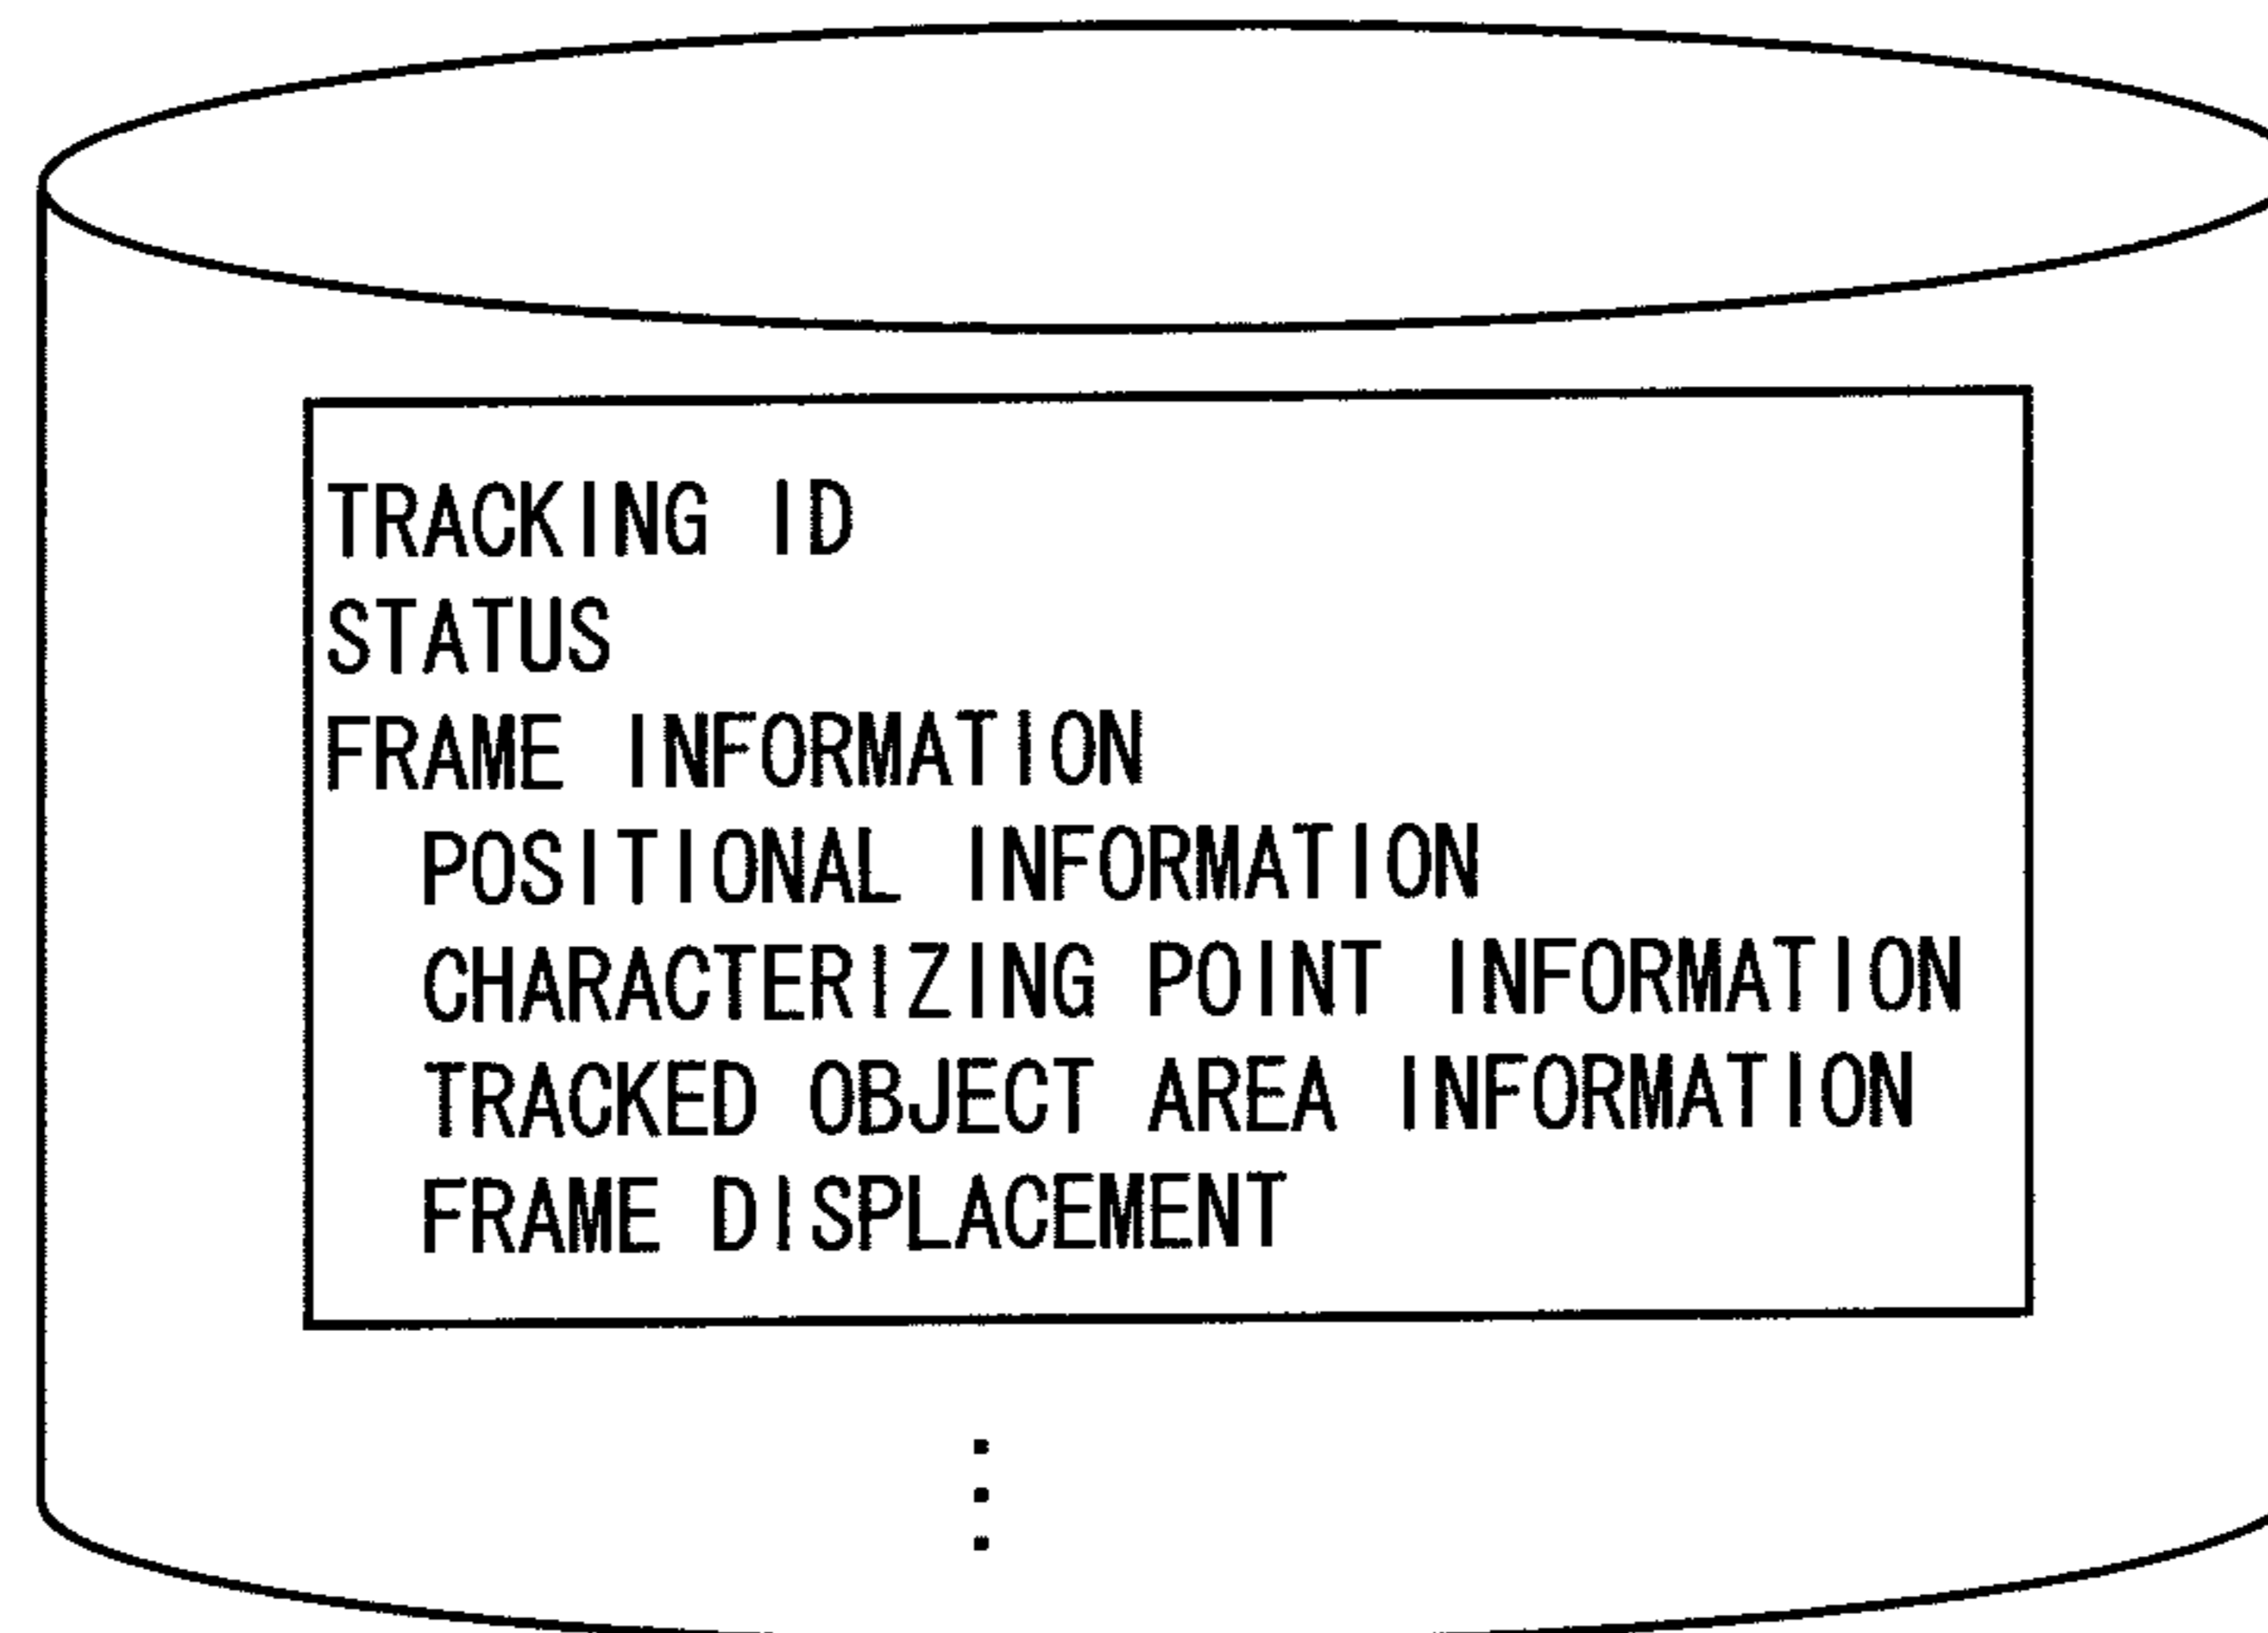 TRACKING ID
STATUS
FRAME INFORMATION
POSITIONAL INFORMATION
CHARACTERIZING POINT INFORMATION
TRACKED OBJECT AREA INFORMATION
FRAME DISPLACEMENT